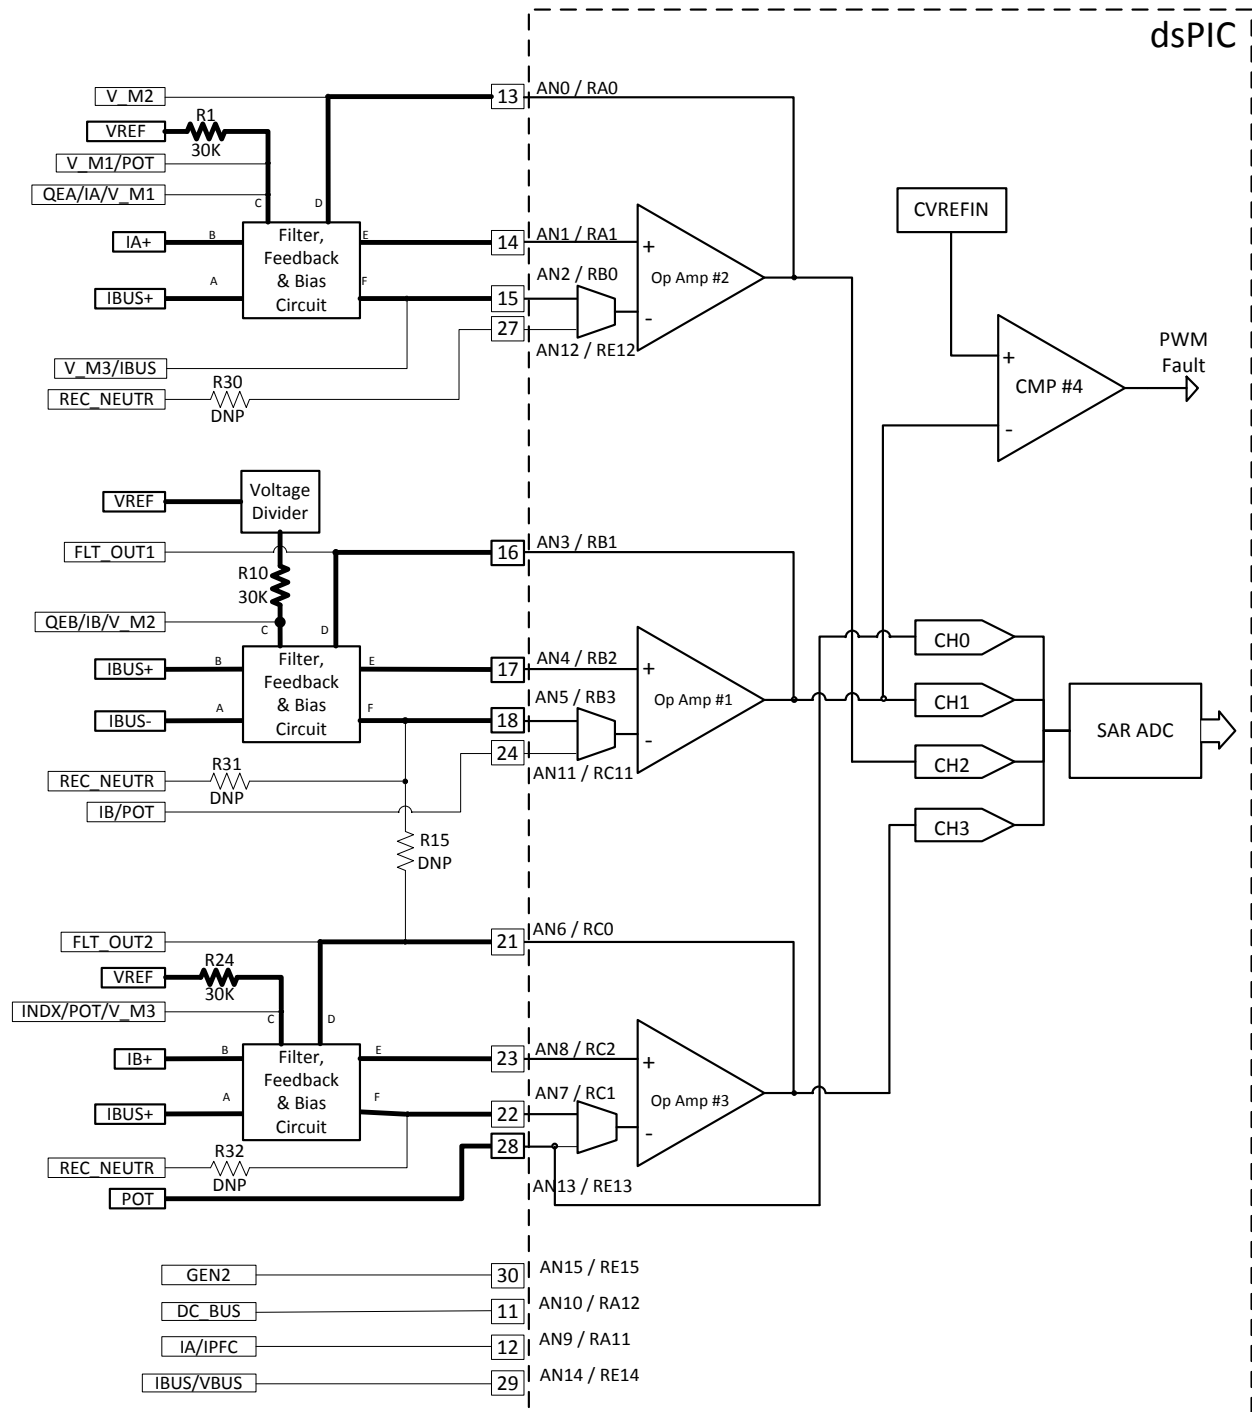 dsPIC
V_M2
13
AN0 / RA0
R1
VREF
30K
V_M1/POT
QEA/IA/V_M1
C
D
CVREFIN
IA+
B
Filter,
Feedback
& Bias
Circuit
E
14
AN1 / RA1
+
Op Amp #2
-
IBUS+
A
F
15
AN2 / RB0
27
AN12 / RE12
V_M3/IBUS
R30
REC_NEUTR
DNP
+
CMP #4
-
PWM
Fault
VREF
Voltage
Divider
FLT_OUT1
16
AN3 / RB1
R10
30K
QEB/IB/V_M2
C
D
IBUS+
B
Filter,
Feedback
& Bias
Circuit
E
17
AN4 / RB2
+
Op Amp #1
-
IBUS-
A
F
18
AN5 / RB3
24
AN11 / RC11
R31
REC_NEUTR
DNP
IB/POT
R15
DNP
CH0
CH1
CH2
CH3
SAR ADC
FLT_OUT2
21
AN6 / RC0
R24
VREF
30K
INDX/POT/V_M3
C
D
IB+
B
Filter,
Feedback
& Bias
Circuit
E
23
AN8 / RC2
+
Op Amp #3
-
IBUS+
A
F
22
AN7 / RC1
28
AN13 / RE13
R32
REC_NEUTR
DNP
POT
GEN2
30
AN15 / RE15
DC_BUS
11
AN10 / RA12
IA/IPFC
12
AN9 / RA11
IBUS/VBUS
29
AN14 / RE14